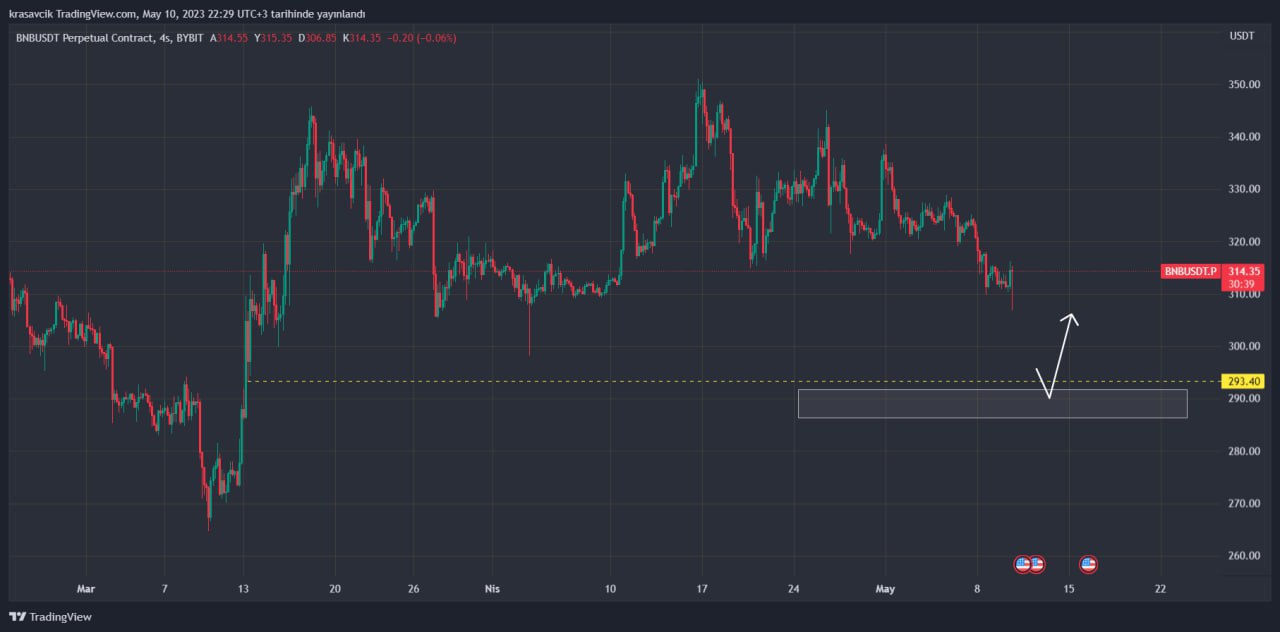 krasavcik TradingView.com, May 10, 2023 22:29 UTC+3 tarihinde yayınlandı
BNBUSDT Perpetual Contract, 4s, BYBIT A314.55 Y315.35 D306.85 K314.35 −0.20 (−0.06%)
USDT
350.00
340.00
330.00
320.00
BNBUSDT.P 314.35
30:39
310.00
300.00
293.40
290.00
280.00
270.00
260.00
Mar 7 13 20 26 Nis 10 17 24 May 8 15 22
TradingView